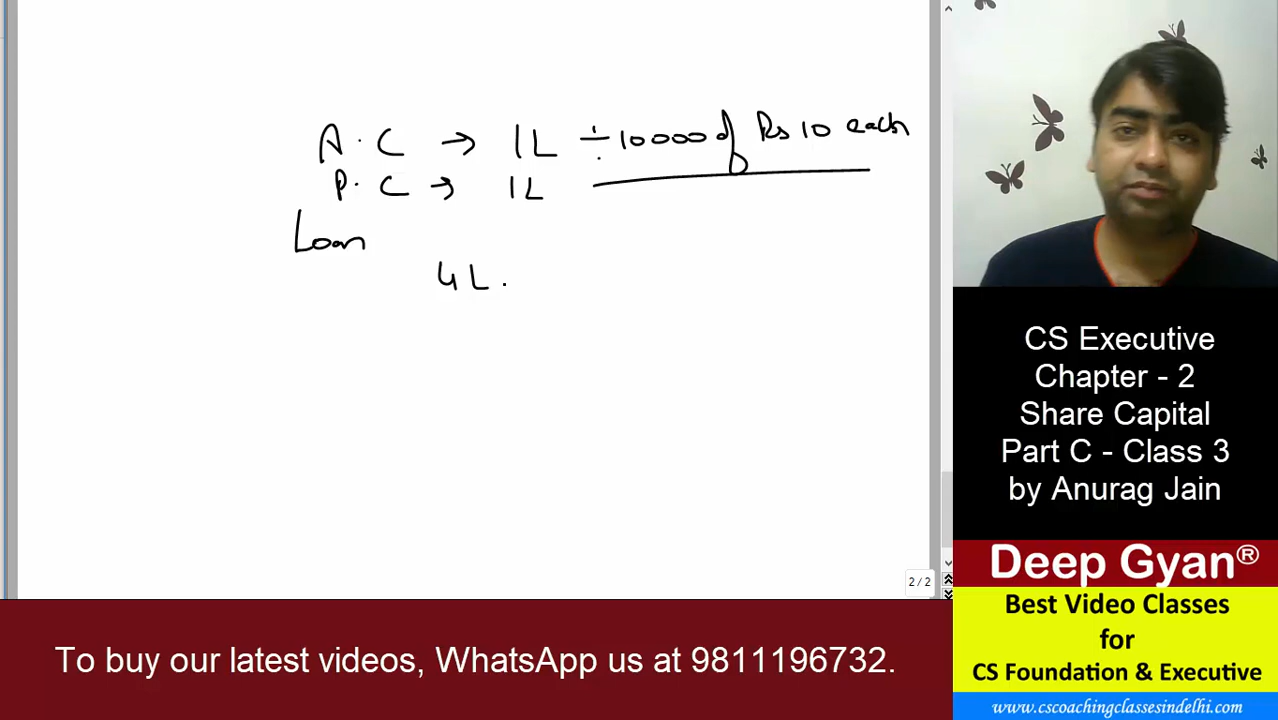 A.C → 1L ÷ 10000 of Rs 10 each
P.C → 1L
Loan
4L.
2/2
CS Executive
Chapter - 2
Share Capital
Part C - Class 3
by Anurag Jain
Deep Gyan®
Best Video Classes
for
CS Foundation & Executive
www.cscoachingclassesindelhi.com
To buy our latest videos, WhatsApp us at 9811196732.